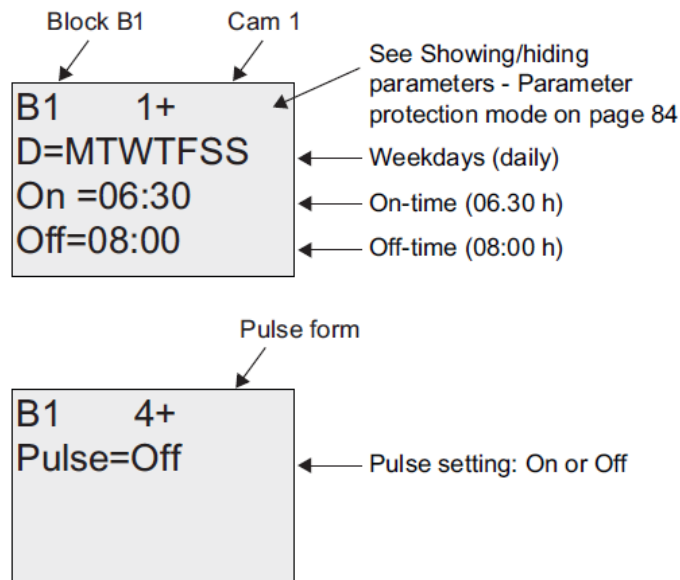 Block B1 Cam 1
See Showing/hiding
parameters - Parameter
protection mode on page 84
B1 1+
D=MTWTFSS
Weekdays (daily)
On =06:30
On-time (06.30 h)
Off=08:00
Off-time (08:00 h)
Pulse form
B1 4+
Pulse=Off
Pulse setting: On or Off